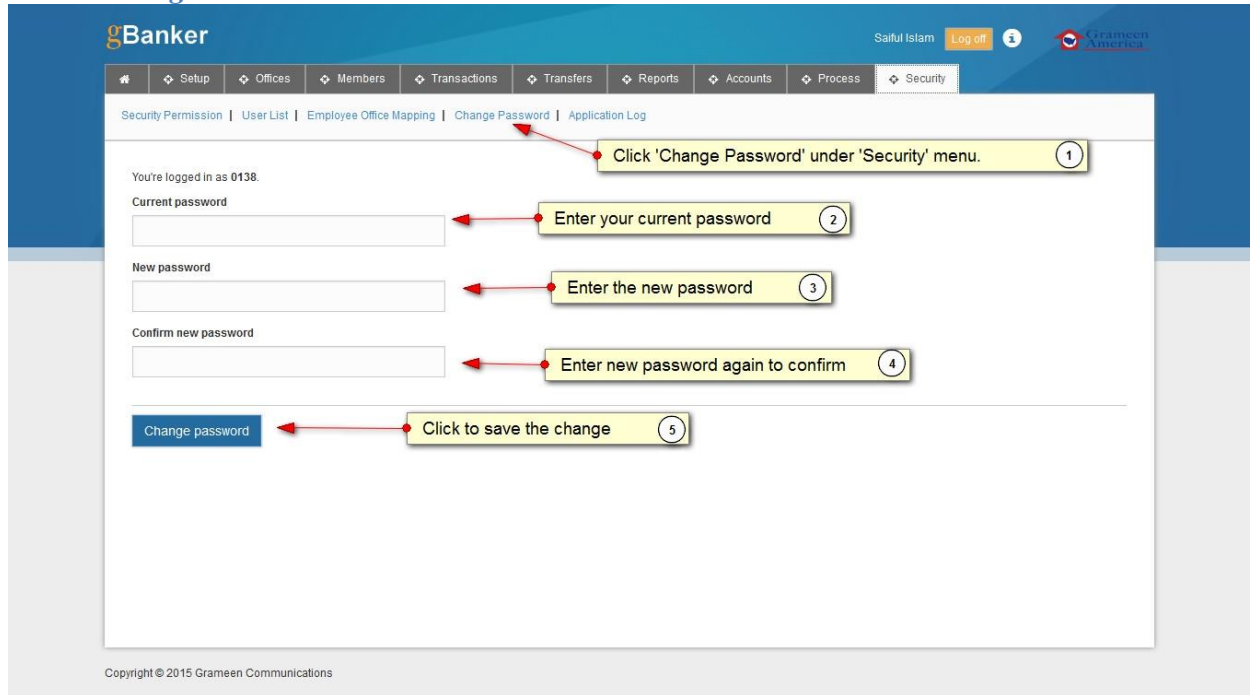 gBanker
Saiful Islam Log off i Grameen America
Setup Offices Members Transactions Transfers Reports Accounts Process Security
Security Permission | User List | Employee Office Mapping | Change Password | Application Log
Click 'Change Password' under 'Security' menu. 1
You're logged in as 0138.
Current password
Enter your current password 2
New password
Enter the new password 3
Confirm new password
Enter new password again to confirm 4
Change password
Click to save the change 5
Copyright © 2015 Grameen Communications